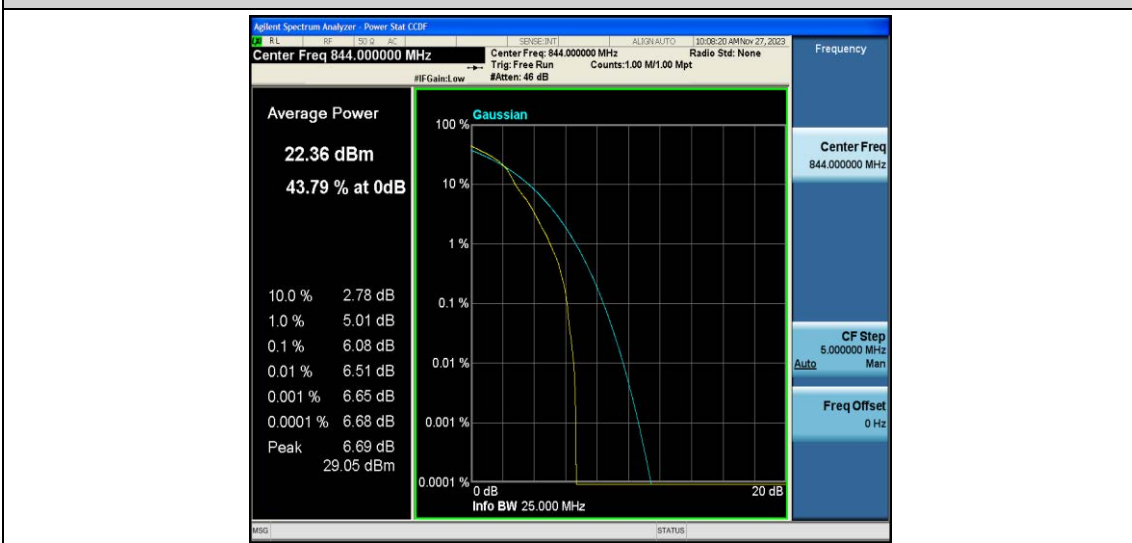 Agilent Spectrum Analyzer - Power Stat CCDF
RL RF 50 Ω AC SENSE:INT ALIGN AUTO 10:08:20 AM Nov 27, 2023
Center Freq 844.000000 MHz
Center Freq: 844.000000 MHz Radio Std: None
Trig: Free Run Counts:1.00 M/1.00 Mpt
#IFGain:Low #Atten: 46 dB
Average Power
22.36 dBm
43.79 % at 0dB
10.0 % 2.78 dB
1.0 % 5.01 dB
0.1 % 6.08 dB
0.01 % 6.51 dB
0.001 % 6.65 dB
0.0001 % 6.68 dB
Peak 6.69 dB
29.05 dBm
Gaussian
100 %
10 %
1 %
0.1 %
0.01 %
0.001 %
0.0001 %
0 dB 20 dB
Info BW 25.000 MHz
Frequency
Center Freq
844.000000 MHz
CF Step
5.000000 MHz
Auto Man
Freq Offset
0 Hz
MSG STATUS